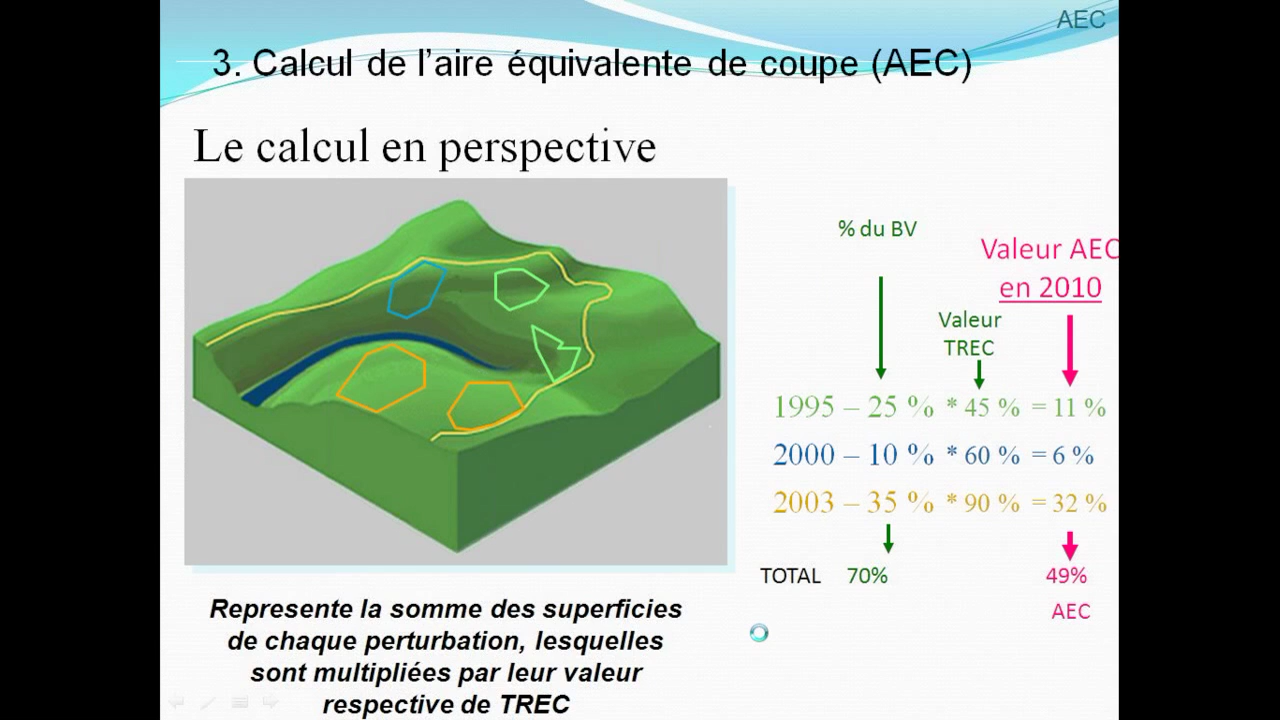 AEC
3. Calcul de l’aire équivalente de coupe (AEC)
Le calcul en perspective
% du BV
Valeur AEC
en 2010
Valeur
TREC
1995 – 25 % * 45 % = 11 %
2000 – 10 % * 60 % = 6 %
2003 – 35 % * 90 % = 32 %
TOTAL 70% 49%
AEC
Represente la somme des superficies
de chaque perturbation, lesquelles
sont multipliées par leur valeur
respective de TREC